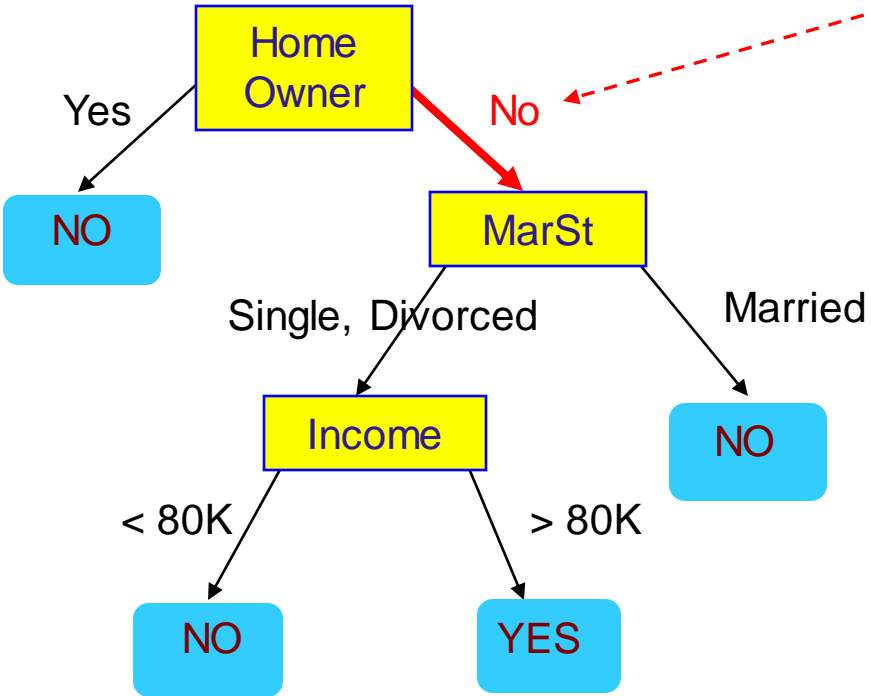 Home
Owner
Yes
No
NO
MarSt
Single, Divorced
Married
Income
NO
< 80K
> 80K
NO
YES